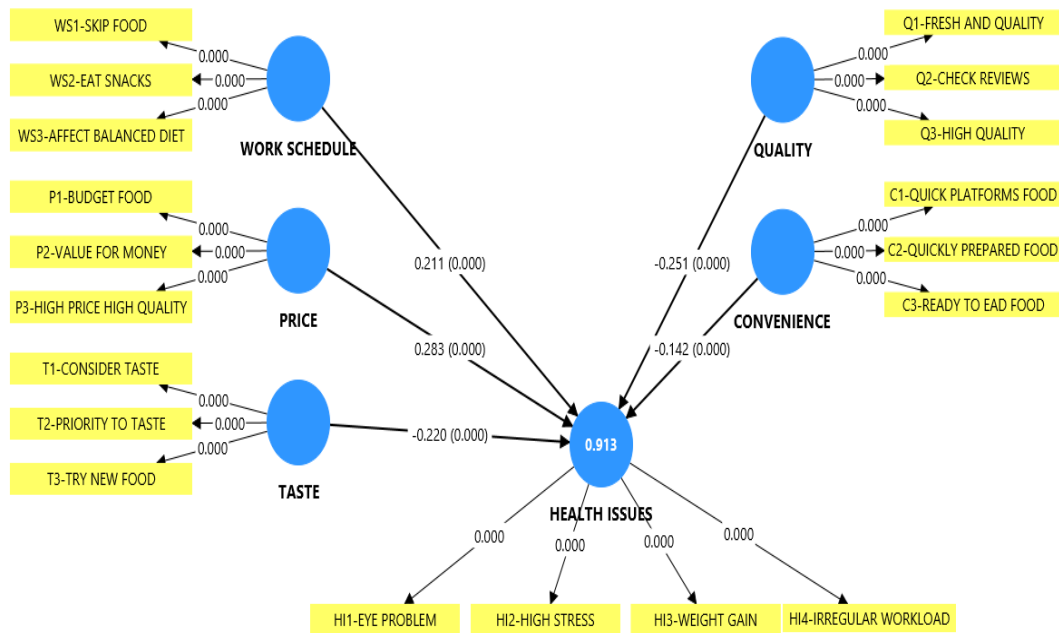 WS1-SKIP FOOD
0.000
WS2-EAT SNACKS
0.000
0.000
WS3-AFFECT BALANCED DIET
WORK SCHEDULE
Q1-FRESH AND QUALITY
0.000
Q2-CHECK REVIEWS
0.000
0.000
Q3-HIGH QUALITY
QUALITY
P1-BUDGET FOOD
0.000
P2-VALUE FOR MONEY
0.000
0.000
P3-HIGH PRICE HIGH QUALITY
PRICE
C1-QUICK PLATFORMS FOOD
0.000
C2-QUICKLY PREPARED FOOD
0.000
0.000
C3-READY TO EAD FOOD
CONVENIENCE
0.211 (0.000)
-0.251 (0.000)
0.283 (0.000)
-0.142 (0.000)
T1-CONSIDER TASTE
0.000
T2-PRIORITY TO TASTE
0.000
0.000
T3-TRY NEW FOOD
TASTE
-0.220 (0.000)
0.913
HEALTH ISSUES
0.000
0.000
0.000
0.000
HI1-EYE PROBLEM
HI2-HIGH STRESS
HI3-WEIGHT GAIN
HI4-IRREGULAR WORKLOAD